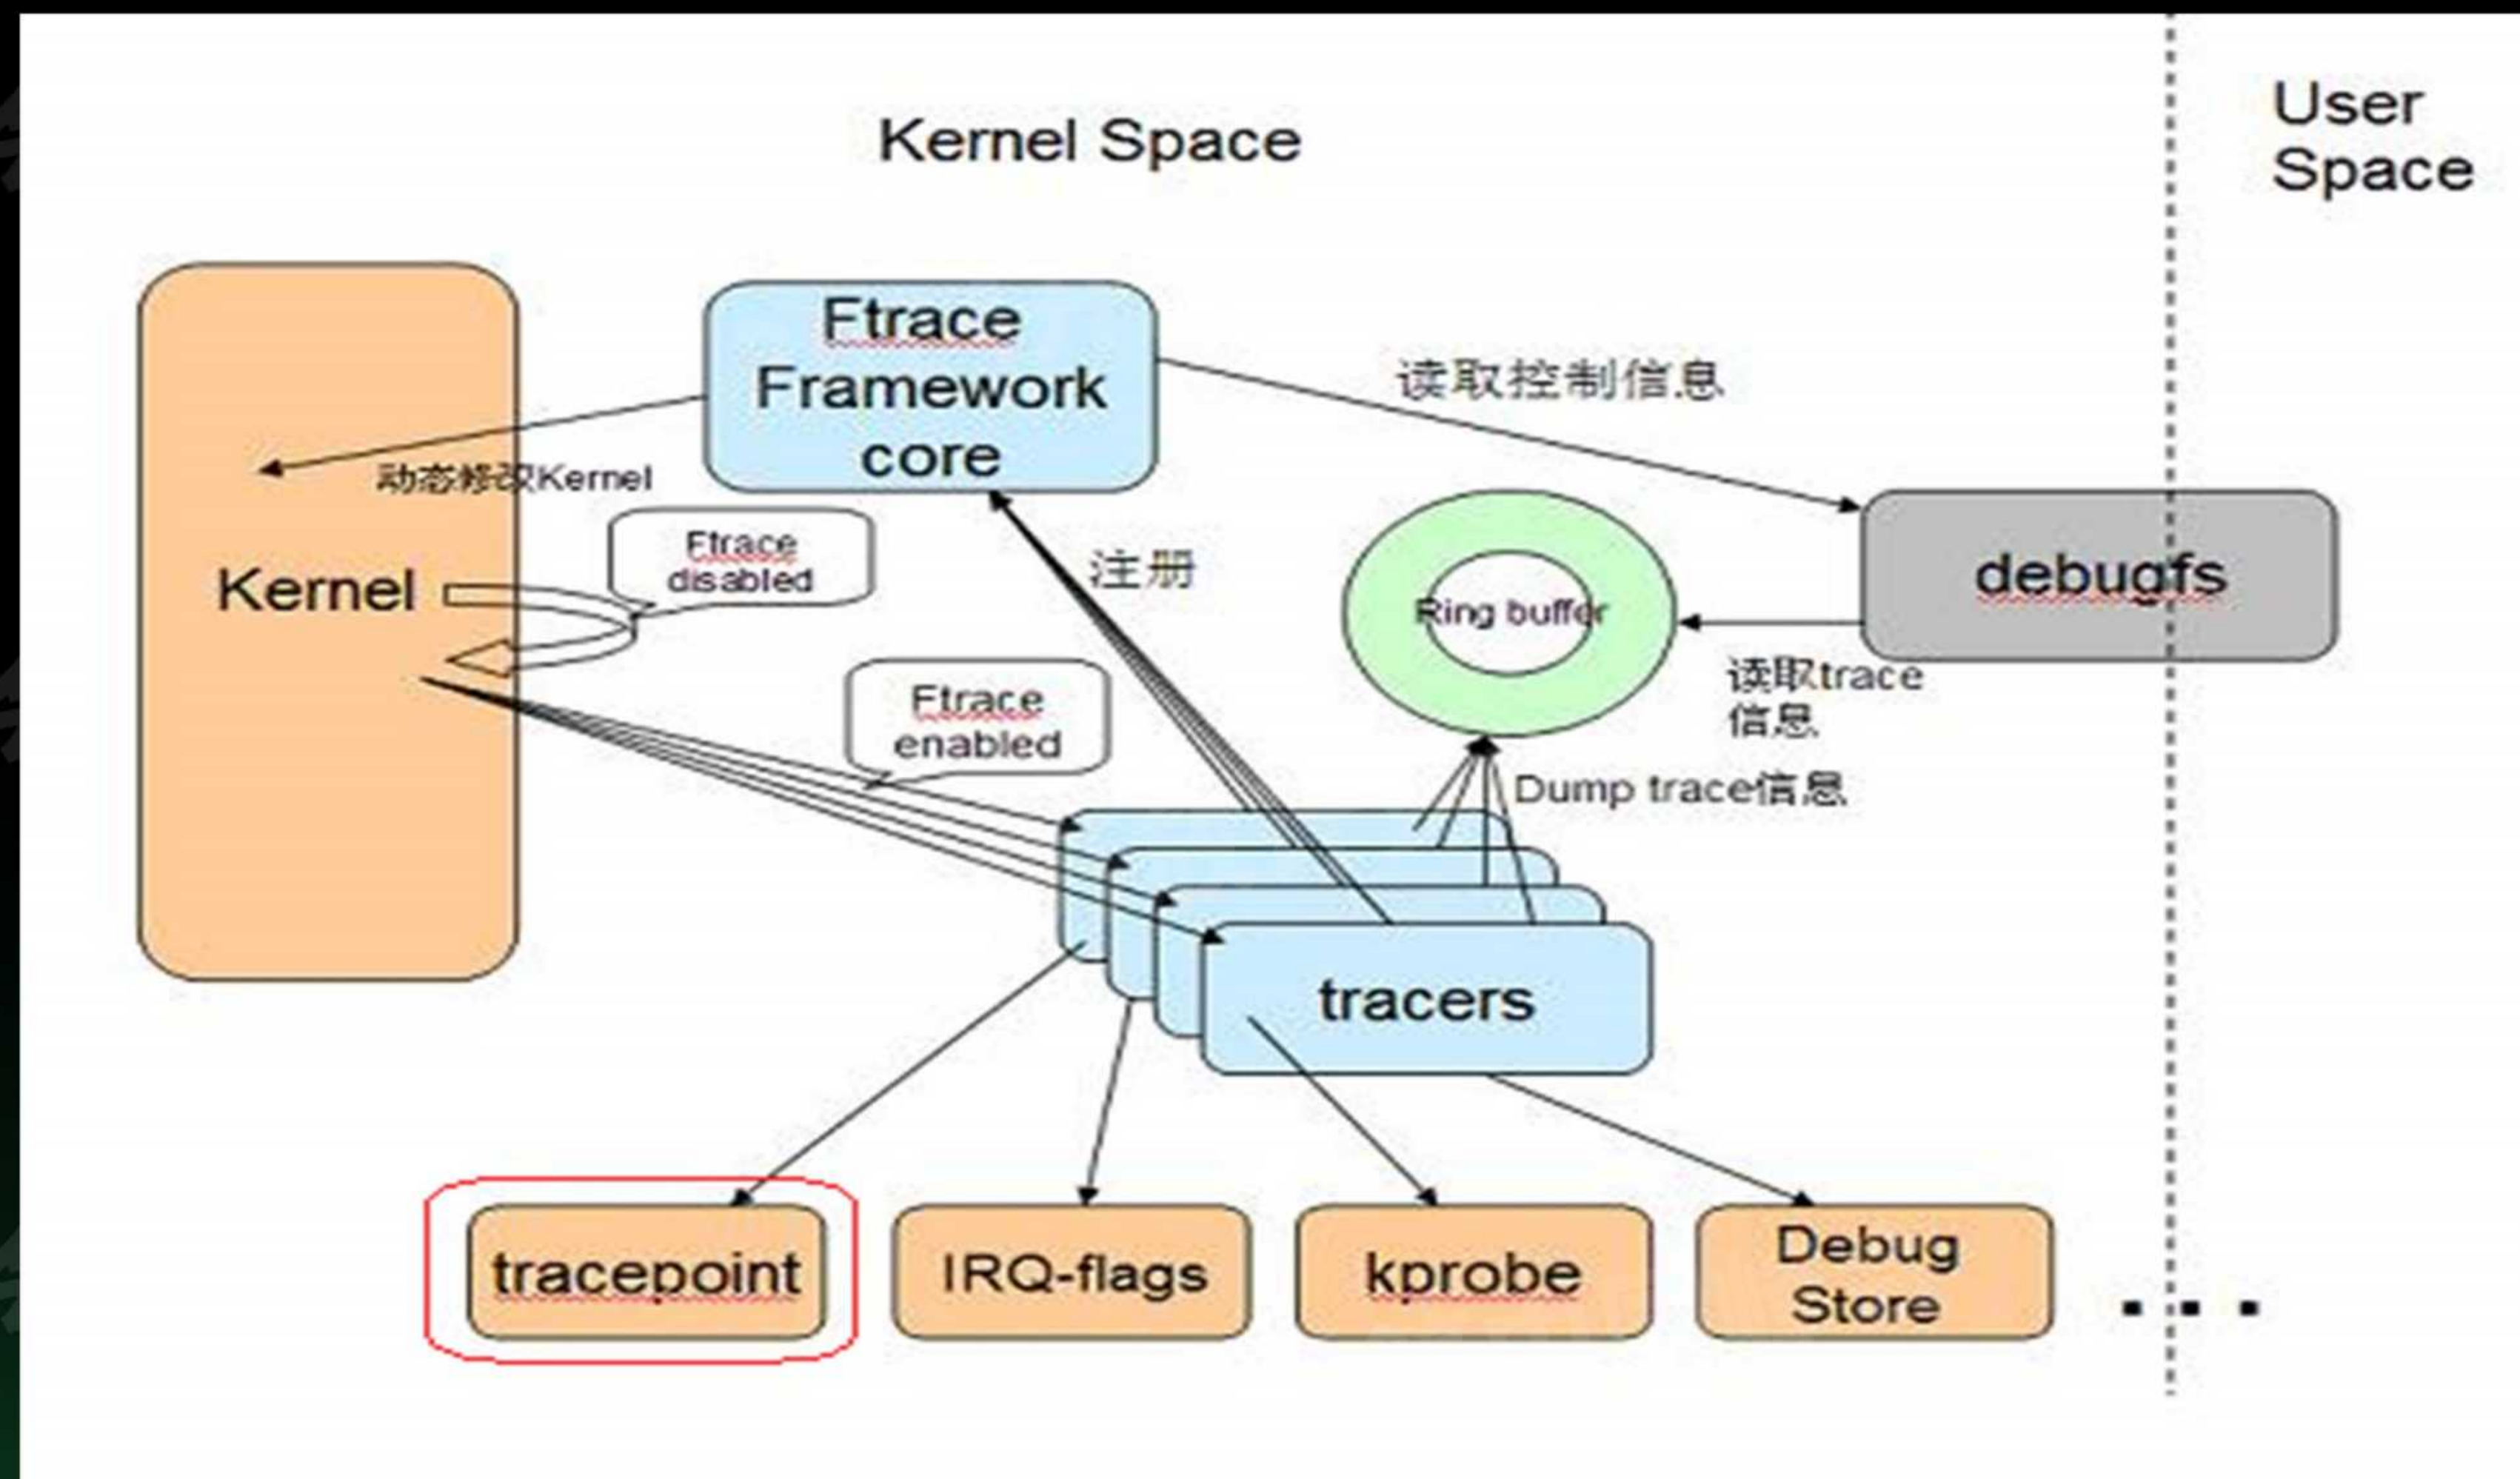 Kernel Space
User
Space
Ftrace
Framework
core
读取控制信息
动态修改Kernel
Ftrace
disabled
注册
Kernel
Ring buffer
debugfs
读取trace
信息
Ftrace
enabled
Dump trace信息
tracers
tracepoint
IRQ-flags
kprobe
Debug
Store
...